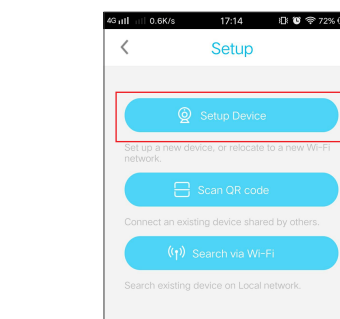 4G 0.6K/s 17:14 72%
Setup
Setup Device
Set up a new device, or relocate to a new Wi-Fi
network.
Scan QR code
Connect an existing device shared by others.
Search via Wi-Fi
Search existing device on Local network.